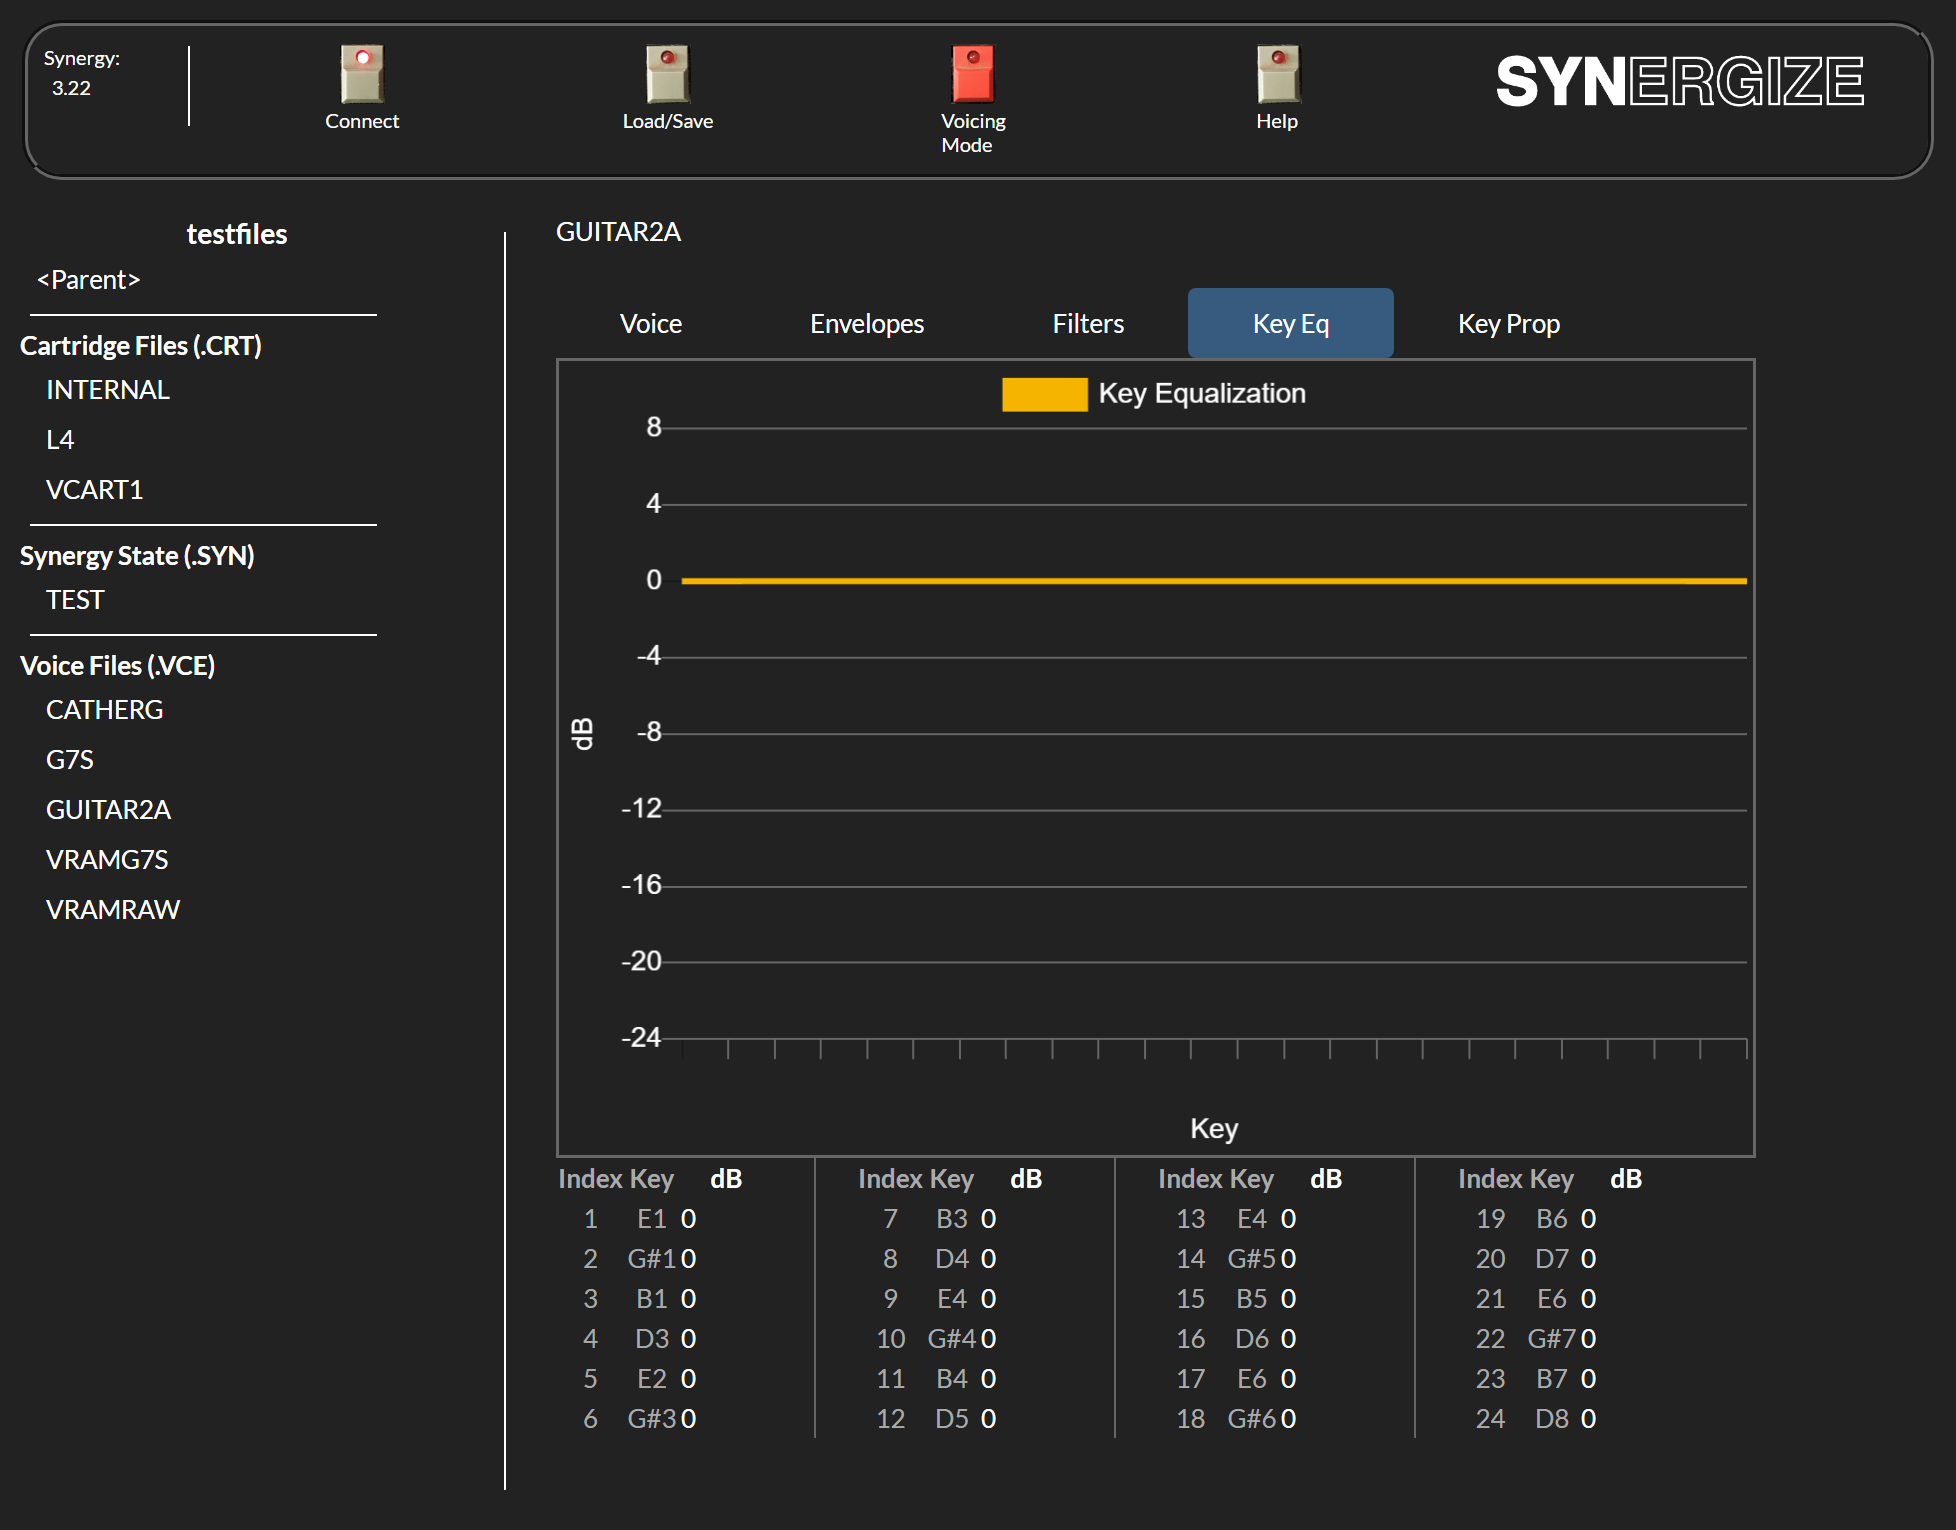 Synergy:
3.22
Connect
Load/Save
Voicing
Mode
Help
SYNERGIZE
testfiles
<Parent>
Cartridge Files (.CRT)
INTERNAL
L4
VCART1
Synergy State (.SYN)
TEST
Voice Files (.VCE)
CATHERG
G7S
GUITAR2A
VRAMG7S
VRAMRAW
GUITAR2A
Voice Envelopes Filters Key Eq Key Prop
Key Equalization
8
4
0
-4
-8
-12
-16
-20
-24
dB
Key
Index Key dB Index Key dB Index Key dB Index Key dB
1 E1 0 7 B3 0 13 E4 0 19 B6 0
2 G#1 0 8 D4 0 14 G#5 0 20 D7 0
3 B1 0 9 E4 0 15 B5 0 21 E6 0
4 D3 0 10 G#4 0 16 D6 0 22 G#7 0
5 E2 0 11 B4 0 17 E6 0 23 B7 0
6 G#3 0 12 D5 0 18 G#6 0 24 D8 0